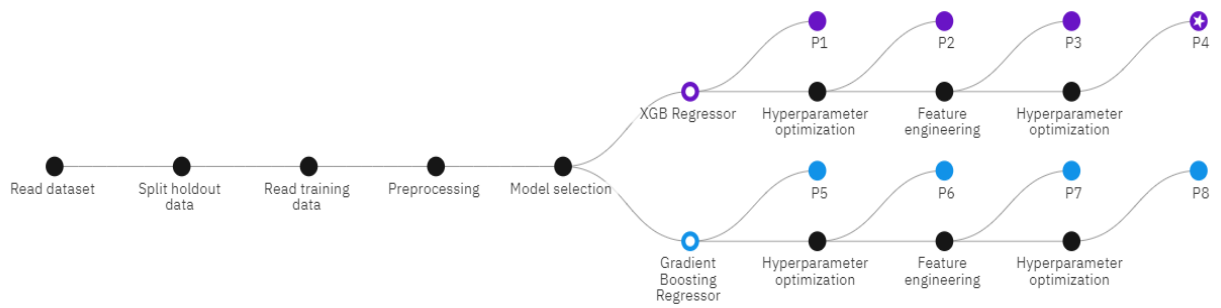 P1
P2
P3
P4
XGB Regressor
Hyperparameter
optimization
Feature
engineering
Hyperparameter
optimization
Read dataset
Split holdout
data
Read training
data
Preprocessing
Model selection
P5
P6
P7
P8
Gradient
Boosting
Regressor
Hyperparameter
optimization
Feature
engineering
Hyperparameter
optimization